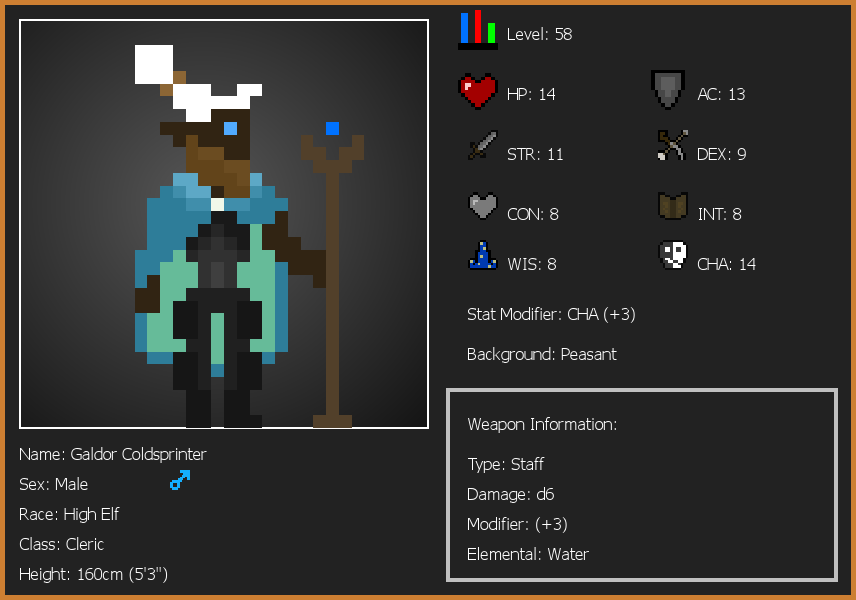 Level: 58
HP: 14
AC: 13
STR: 11
DEX: 9
CON: 8
INT: 8
WIS: 8
CHA: 14
Stat Modifier: CHA (+3)
Background: Peasant
Weapon Information:
Type: Staff
Damage: d6
Modifier: (+3)
Elemental: Water
Name: Galdor Coldsprinter
Sex: Male
Race: High Elf
Class: Cleric
Height: 160cm (5'3")